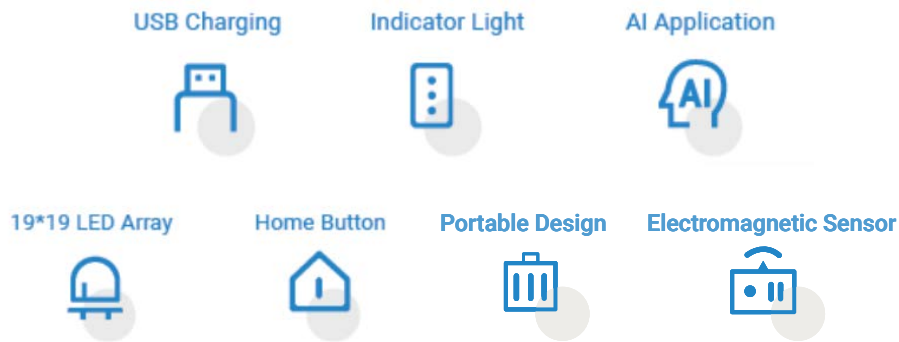 USB Charging
Indicator Light
AI Application
AI
19*19 LED Array
Home Button
Portable Design
Electromagnetic Sensor